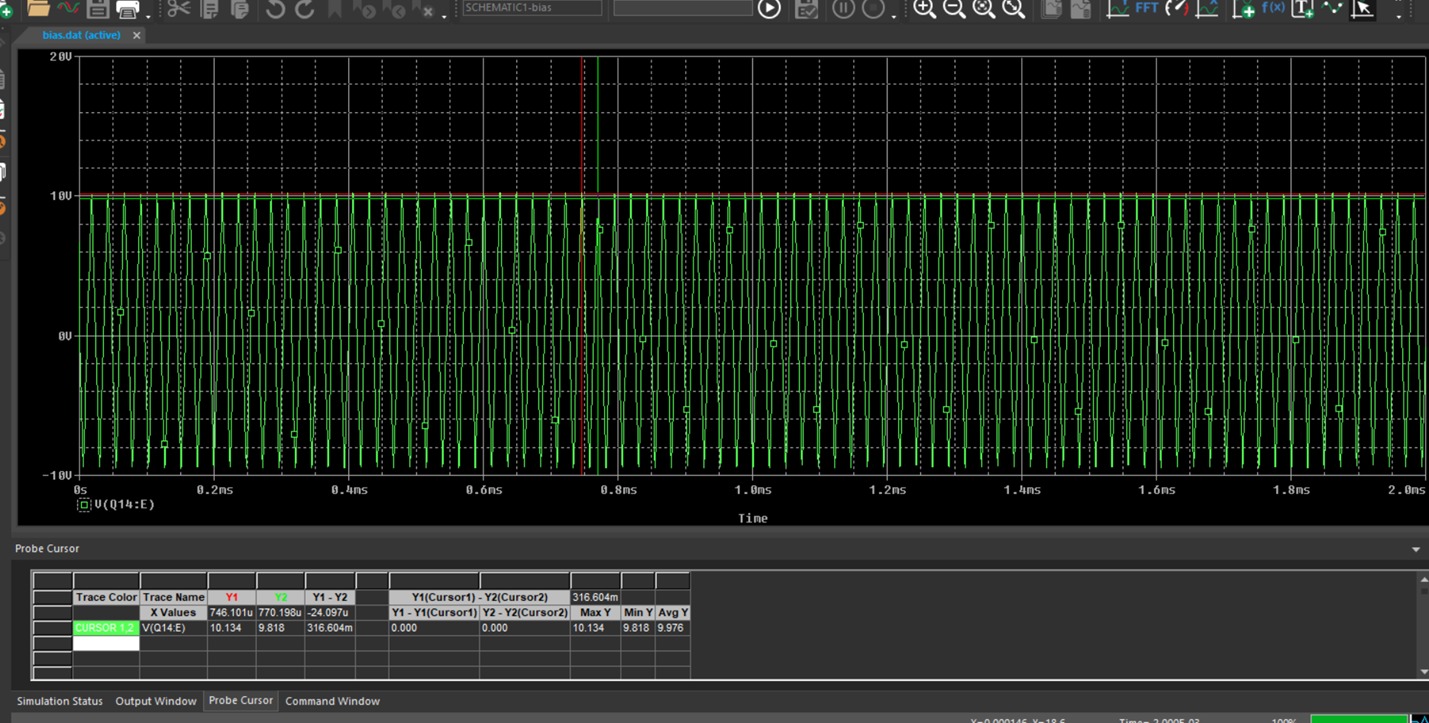 SCHEMATIC1-bias
FFT f(x)
bias.dat (active)
20V
10V
0V
-10V
0s 0.2ms 0.4ms 0.6ms 0.8ms 1.0ms 1.2ms 1.4ms 1.6ms 1.8ms 2.0ms
V(Q14:E)
Time
Probe Cursor
Trace Color Trace Name Y1 Y2 Y1 - Y2 Y1(Cursor1) - Y2(Cursor2) 316.604m
X Values 746.101u 770.198u -24.097u Y1 - Y1(Cursor1) Y2 - Y2(Cursor2) Max Y Min Y Avg Y
CURSOR 1,2 V(Q14:E) 10.134 9.818 316.604m 0.000 0.000 10.134 9.818 9.976
Simulation Status Output Window Probe Cursor Command Window
100%